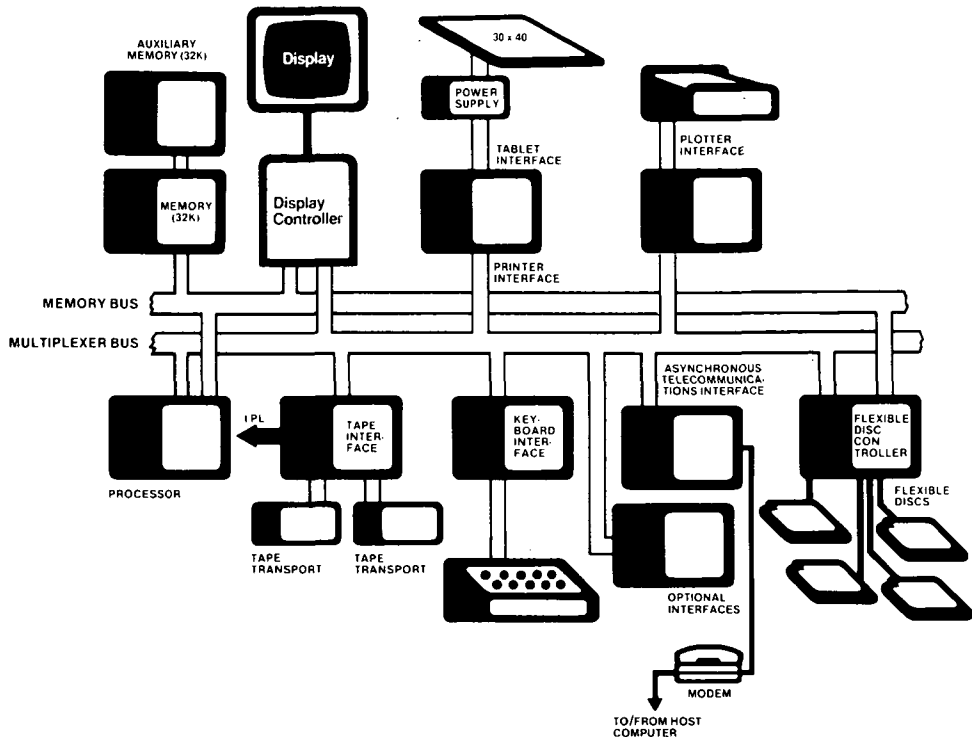 AUXILIARY
MEMORY (32K)
Display
30 x 40
POWER
SUPPLY
TABLET
INTERFACE
PLOTTER
INTERFACE
MEMORY
(32K)
Display
Controller
PRINTER
INTERFACE
MEMORY BUS
MULTIPLEXER BUS
ASYNCHRONOUS
TELECOMMUNICA-
TIONS INTERFACE
IPL
TAPE
INTER-
FACE
KEY-
BOARD
INTER-
FACE
FLEXIBLE
DISC
CON
TROLLER
PROCESSOR
FLEXIBLE
DISCS
TAPE
TRANSPORT
TAPE
TRANSPORT
OPTIONAL
INTERFACES
MODEM
TO/FROM HOST
COMPUTER